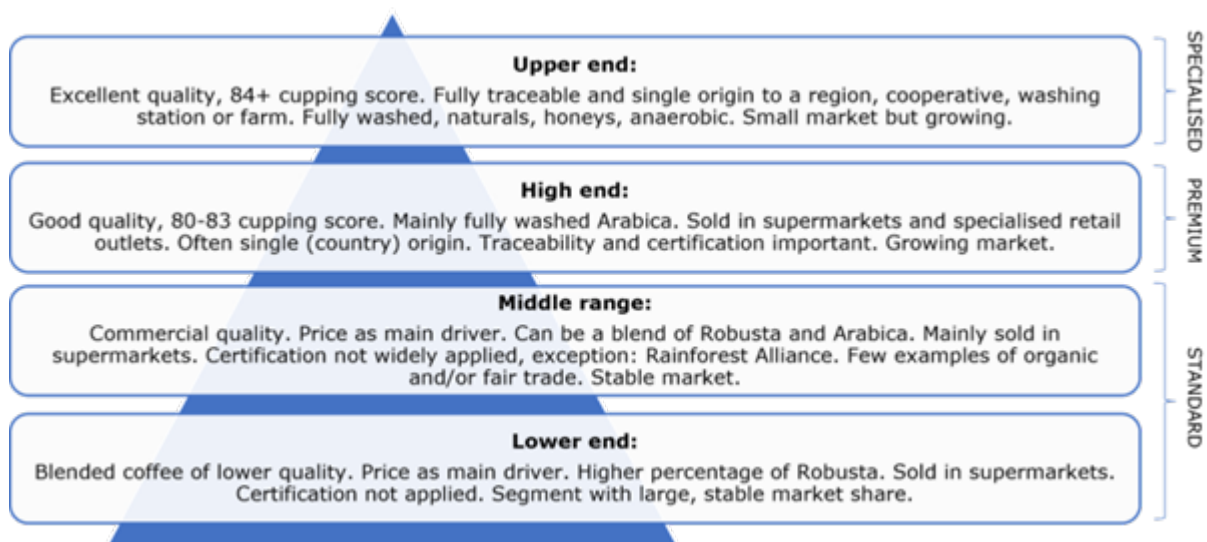 Upper end:
Excellent quality, 84+ cupping score. Fully traceable and single origin to a region, cooperative, washing
station or farm. Fully washed, naturals, honeys, anaerobic. Small market but growing.
SPECIALISED
High end:
Good quality, 80-83 cupping score. Mainly fully washed Arabica. Sold in supermarkets and specialised retail
outlets. Often single (country) origin. Traceability and certification important. Growing market.
PREMIUM
Middle range:
Commercial quality. Price as main driver. Can be a blend of Robusta and Arabica. Mainly sold in
supermarkets. Certification not widely applied, exception: Rainforest Alliance. Few examples of organic
and/or fair trade. Stable market.
Lower end:
Blended coffee of lower quality. Price as main driver. Higher percentage of Robusta. Sold in supermarkets.
Certification not applied. Segment with large, stable market share.
STANDARD